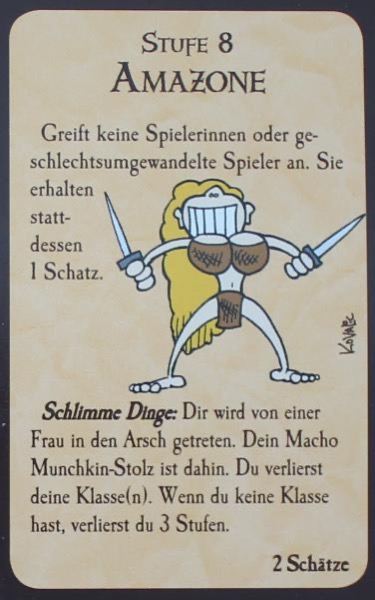 STUFE 8
AMAZONE
Greift keine Spielerinnen oder ge-
schlechtsumgewandelte Spieler an. Sie
erhalten
statt-
dessen
1 Schatz.
KOVALIC
Schlimme Dinge: Dir wird von einer
Frau in den Arsch getreten. Dein Macho
Munchkin-Stolz ist dahin. Du verlierst
deine Klasse(n). Wenn du keine Klasse
hast, verlierst du 3 Stufen.
2 Schätze